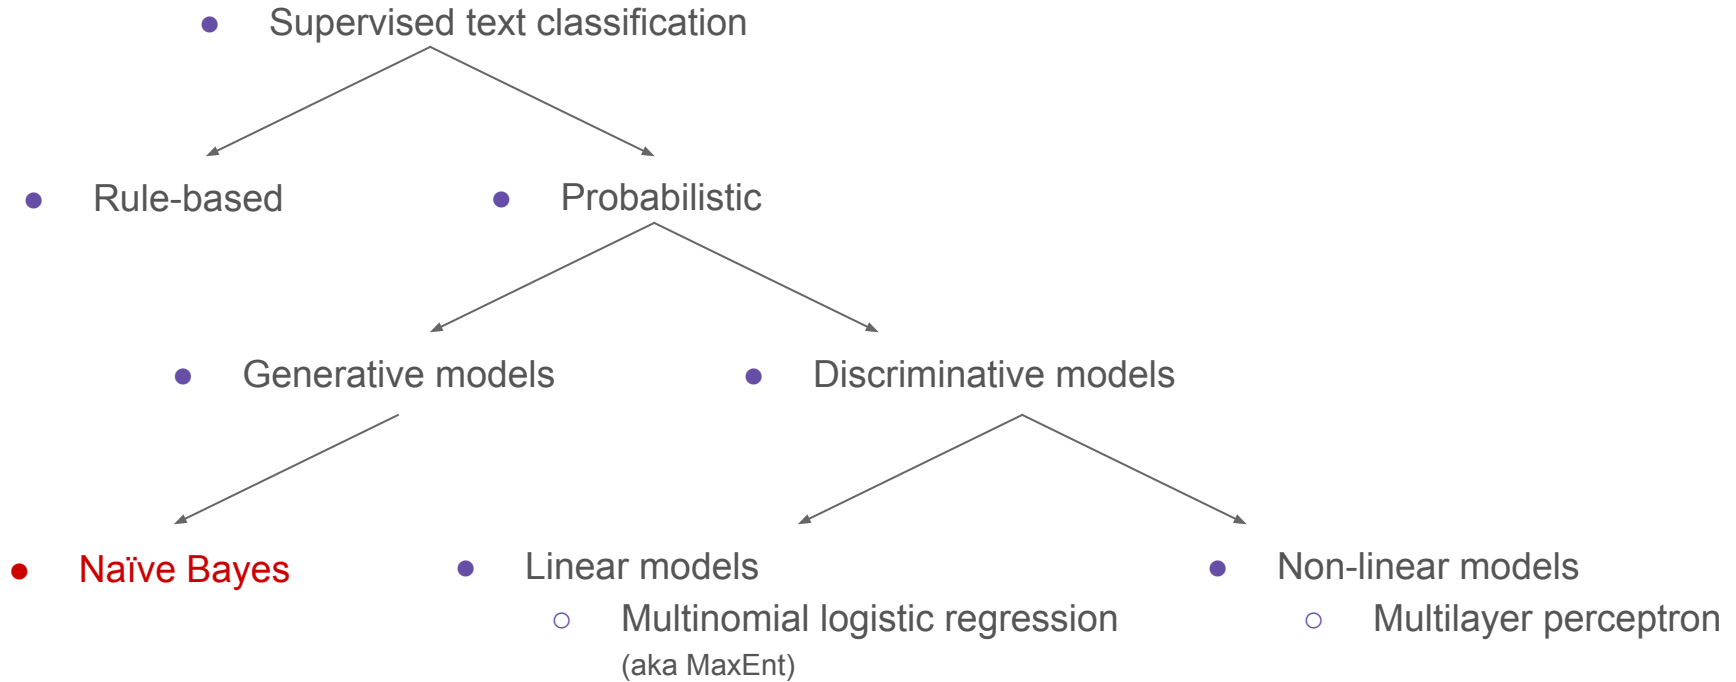 Supervised text classification
Rule-based
Probabilistic
Generative models
Discriminative models
Naïve Bayes
Linear models
Non-linear models
Multinomial logistic regression
Multilayer perceptron
(aka MaxEnt)